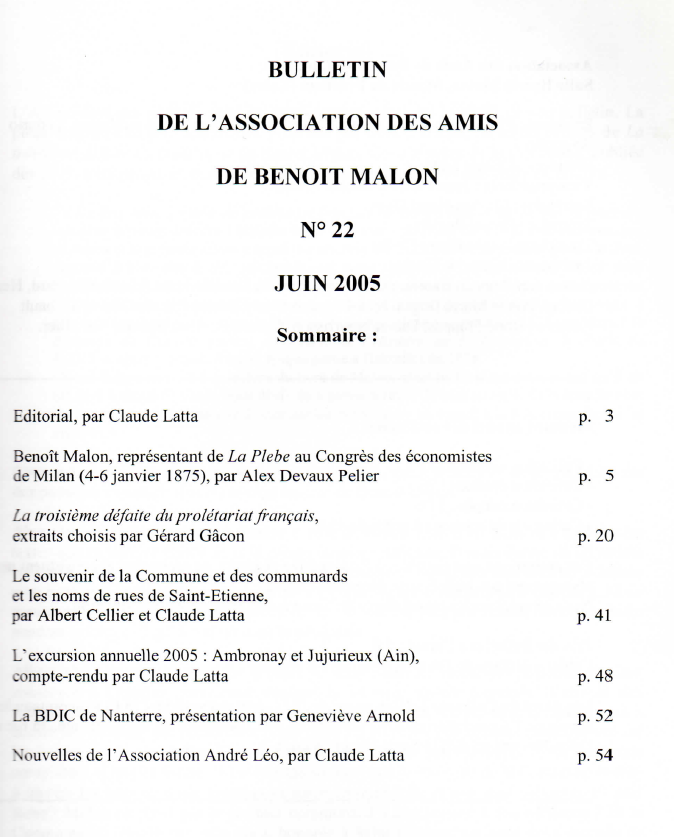 BULLETIN
DE L'ASSOCIATION DES AMIS
DE BENOIT MALON
N° 22
JUIN 2005
Sommaire :
Editorial, par Claude Latta p. 3
Benoît Malon, représentant de La Plebe au Congrès des économistes
de Milan (4-6 janvier 1875), par Alex Devaux Pelier p. 5
La troisième défaite du prolétariat français,
extraits choisis par Gérard Gâcon p. 20
Le souvenir de la Commune et des communards
et les noms de rues de Saint-Etienne,
par Albert Cellier et Claude Latta p. 41
L'excursion annuelle 2005 : Ambronay et Jujurieux (Ain),
compte-rendu par Claude Latta p. 48
La BDIC de Nanterre, présentation par Geneviève Arnold p. 52
Nouvelles de l'Association André Léo, par Claude Latta p. 54